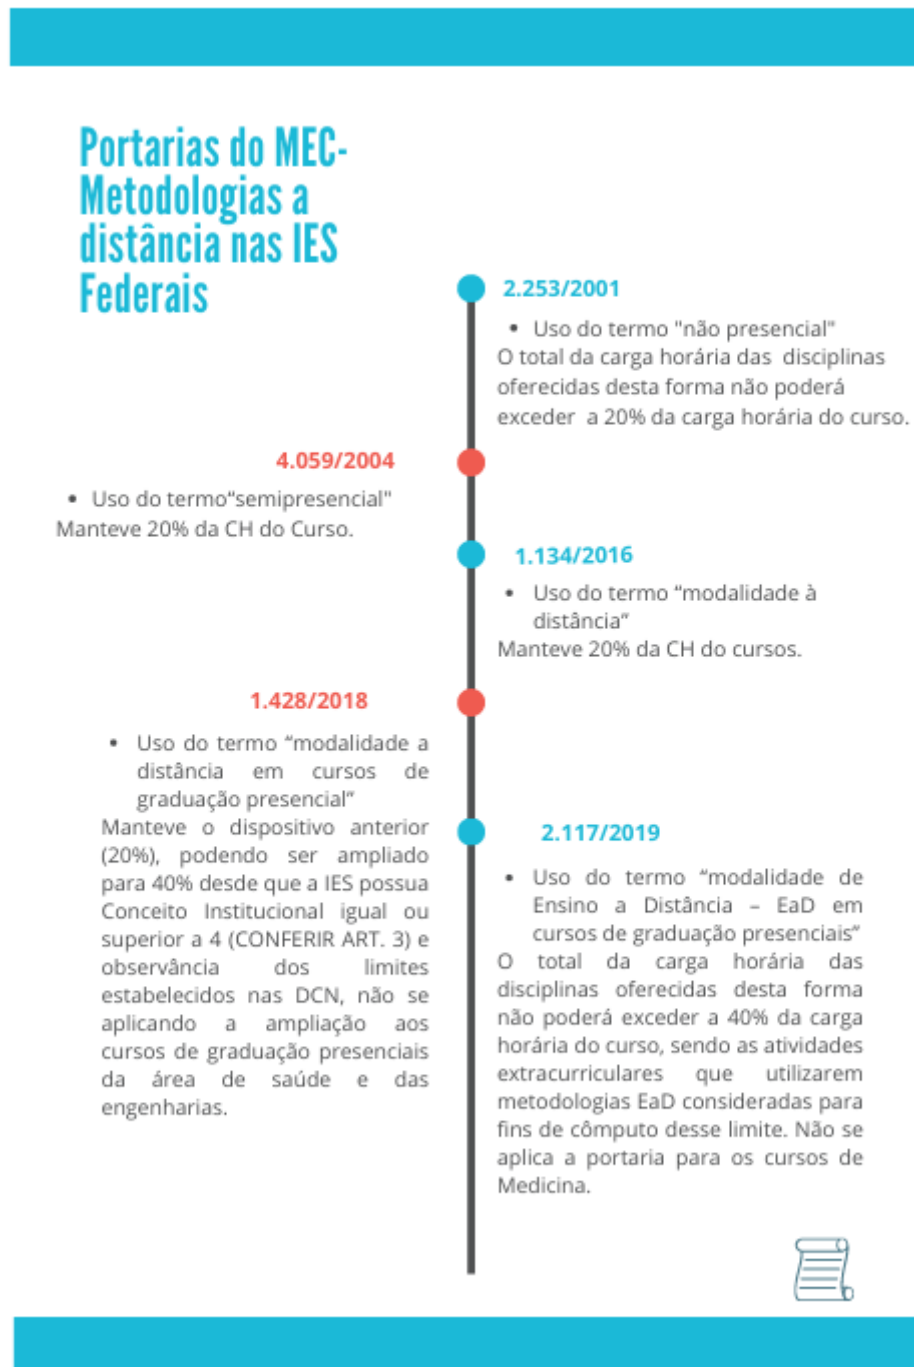 Portarias do MEC-
Metodologias a
distância nas IES
Federais
2.253/2001
• Uso do termo "não presencial"
O total da carga horária das disciplinas
oferecidas desta forma não poderá
exceder a 20% da carga horária do curso.
4.059/2004
• Uso do termo“semipresencial"
Manteve 20% da CH do Curso.
1.134/2016
• Uso do termo “modalidade à
distância”
Manteve 20% da CH do cursos.
1.428/2018
• Uso do termo “modalidade a
distância em cursos de
graduação presencial”
Manteve o dispositivo anterior
(20%), podendo ser ampliado
para 40% desde que a IES possua
Conceito Institucional igual ou
superior a 4 (CONFERIR ART. 3) e
observância dos limites
estabelecidos nas DCN, não se
aplicando a ampliação aos
cursos de graduação presenciais
da área de saúde e das
engenharias.
2.117/2019
• Uso do termo “modalidade de
Ensino a Distância – EaD em
cursos de graduação presenciais”
O total da carga horária das
disciplinas oferecidas desta forma
não poderá exceder a 40% da carga
horária do curso, sendo as atividades
extracurriculares que utilizarem
metodologias EaD consideradas para
fins de cômputo desse limite. Não se
aplica a portaria para os cursos de
Medicina.